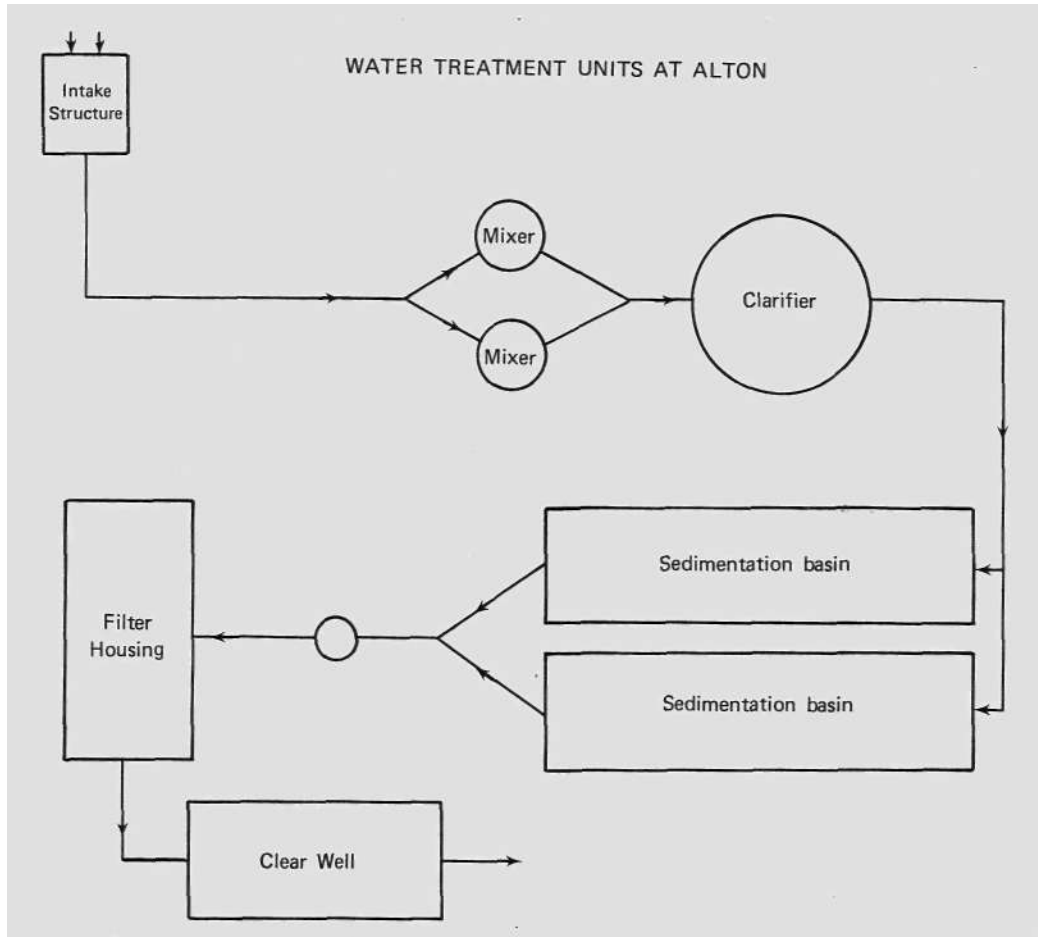 WATER TREATMENT UNITS AT ALTON
Intake
Structure
Mixer
Mixer
Clarifier
Sedimentation basin
Sedimentation basin
Filter
Housing
Clear Well